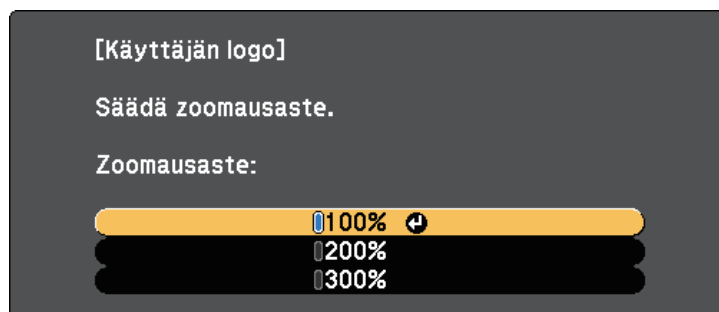 [Käyttäjän logo]
Säädä zoomausaste.
Zoomausaste:
100%
200%
300%